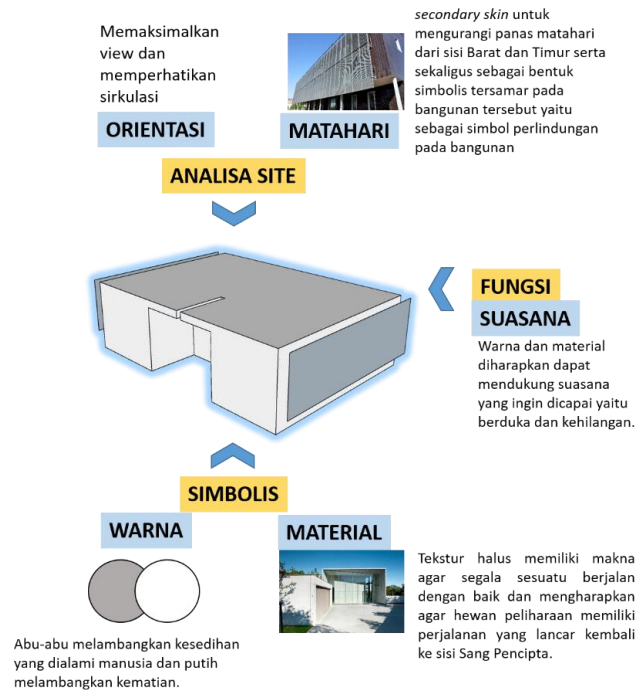 Memaksimalkan
view dan
memperhatikan
sirkulasi
ORIENTASI
MATAHARI
secondary skin untuk
mengurangi panas matahari
dari sisi Barat dan Timur serta
sekaligus sebagai bentuk
simbolis tersamar pada
bangunan tersebut yaitu
sebagai simbol perlindungan
pada bangunan
ANALISA SITE
FUNGSI
SUASANA
Warna dan material
diharapkan dapat
mendukung suasana
yang ingin dicapai yaitu
berduka dan kehilangan.
SIMBOLIS
WARNA
Abu-abu melambangkan kesedihan
yang dialami manusia dan putih
melambangkan kematian.
MATERIAL
Tekstur halus memiliki makna
agar segala sesuatu berjalan
dengan baik dan mengharapkan
agar hewan peliharaan memiliki
perjalanan yang lancar kembali
ke sisi Sang Pencipta.